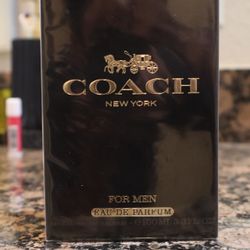 COACH
NEW YORK
FOR MEN
EAU DE PARFUM